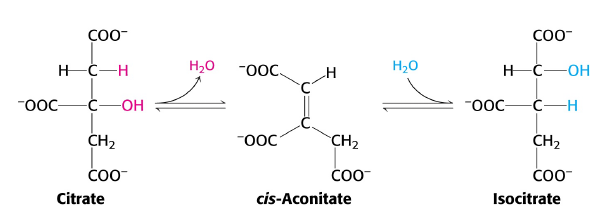 COO⁻
H—C—H
⁻OOC—C—OH
CH₂
COO⁻
Citrate
H₂O
⁻OOC
C
H
C
⁻OOC
CH₂
COO⁻
cis-Aconitate
H₂O
COO⁻
H—C—OH
⁻OOC—C—H
CH₂
COO⁻
Isocitrate